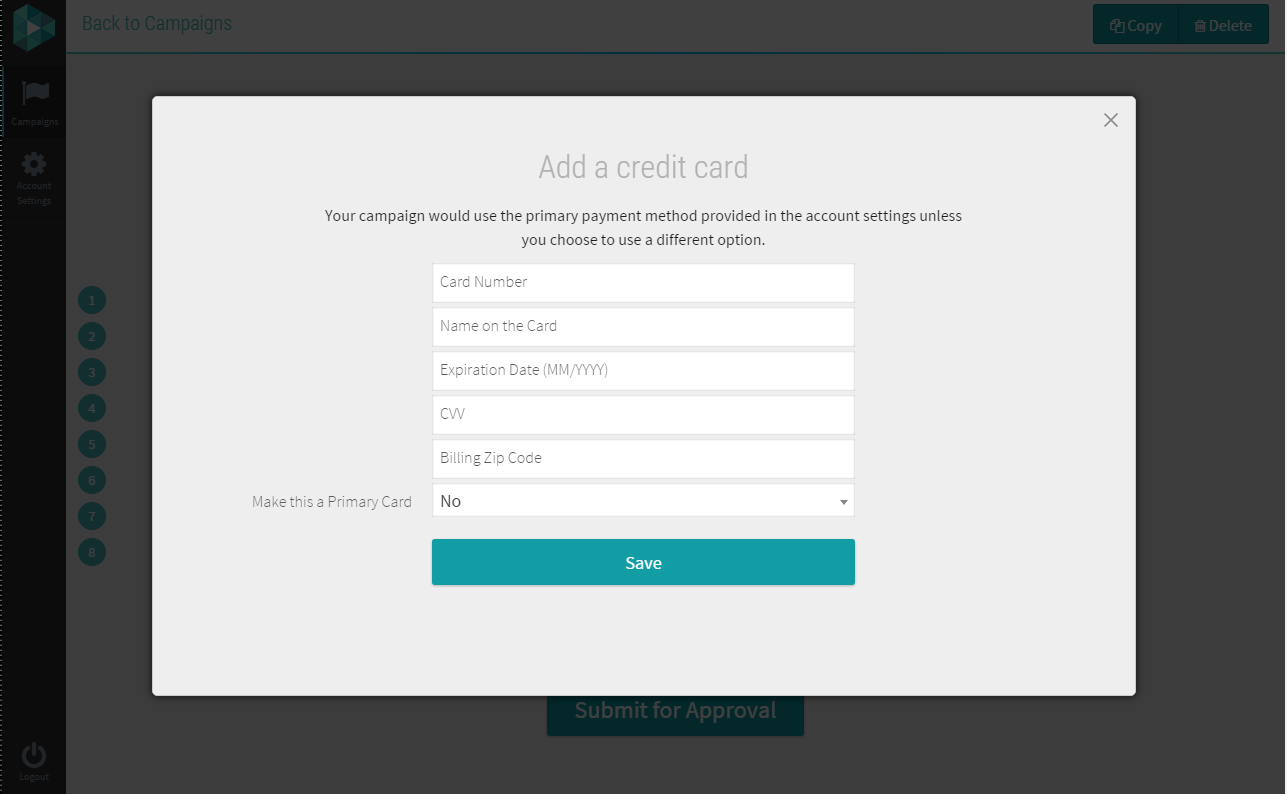 Back to Campaigns
Copy
Delete
Campaigns
Account
Settings
Add a credit card
Your campaign would use the primary payment method provided in the account settings unless
you choose to use a different option.
Card Number
Name on the Card
Expiration Date (MM/YYYY)
CVV
Billing Zip Code
Make this a Primary Card
No
Save
1
2
3
4
5
6
7
8
Submit for Approval
Logout